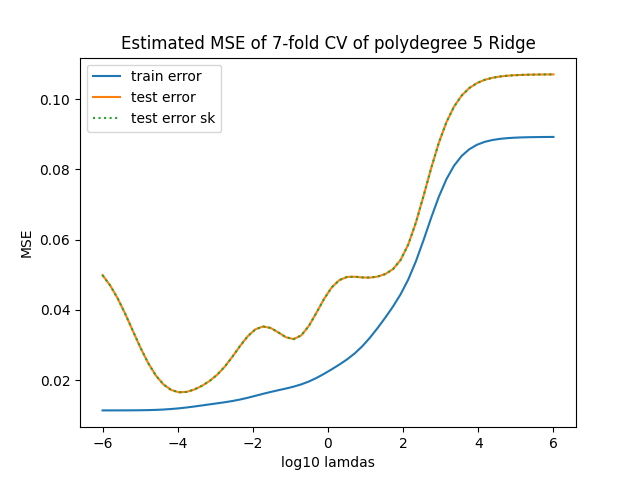 Estimated MSE of 7-fold CV of polydegree 5 Ridge
train error
test error
test error sk
MSE
0.10
0.08
0.06
0.04
0.02
−6 −4 −2 0 2 4 6
log10 lamdas